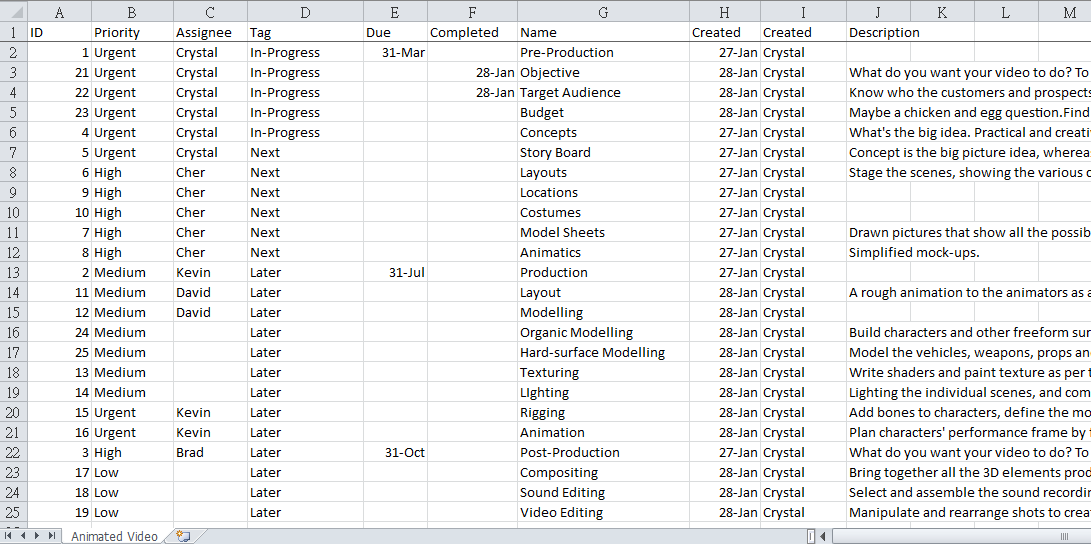 A B C D E F G H I J K L M
1 ID Priority Assignee Tag Due Completed Name Created Created Description
2 1 Urgent Crystal In-Progress 31-Mar Pre-Production 27-Jan Crystal
3 21 Urgent Crystal In-Progress 28-Jan Objective 28-Jan Crystal What do you want your video to do? To
4 22 Urgent Crystal In-Progress 28-Jan Target Audience 28-Jan Crystal Know who the customers and prospects
5 23 Urgent Crystal In-Progress Budget 28-Jan Crystal Maybe a chicken and egg question.Find
6 4 Urgent Crystal In-Progress Concepts 27-Jan Crystal What's the big idea. Practical and creati
7 5 Urgent Crystal Next Story Board 27-Jan Crystal Concept is the big picture idea, wherea
8 6 High Cher Next Layouts 27-Jan Crystal Stage the scenes, showing the various
9 9 High Cher Next Locations 27-Jan Crystal
10 10 High Cher Next Costumes 27-Jan Crystal
11 7 High Cher Next Model Sheets 27-Jan Crystal Drawn pictures that show all the possib
12 8 High Cher Next Animatics 27-Jan Crystal Simplified mock-ups.
13 2 Medium Kevin Later 31-Jul Production 27-Jan Crystal
14 11 Medium David Later Layout 28-Jan Crystal A rough animation to the animators as
15 12 Medium David Later Modelling 28-Jan Crystal
16 24 Medium Later Organic Modelling 28-Jan Crystal Build characters and other freeform sur
17 25 Medium Later Hard-surface Modelling 28-Jan Crystal Model the vehicles, weapons, props an
18 13 Medium Later Texturing 28-Jan Crystal Write shaders and paint texture as per
19 14 Medium Later LIghting 28-Jan Crystal Lighting the individual scenes, and com
20 15 Urgent Kevin Later Rigging 28-Jan Crystal Add bones to characters, define the mo
21 16 Urgent Kevin Later Animation 28-Jan Crystal Plan characters' performance frame by
22 3 High Brad Later 31-Oct Post-Production 27-Jan Crystal What do you want your video to do? To
23 17 Low Later Compositing 28-Jan Crystal Bring together all the 3D elements prod
24 18 Low Later Sound Editing 28-Jan Crystal Select and assemble the sound recordin
25 19 Low Later Video Editing 28-Jan Crystal Manipulate and rearrange shots to crea
Animated Video